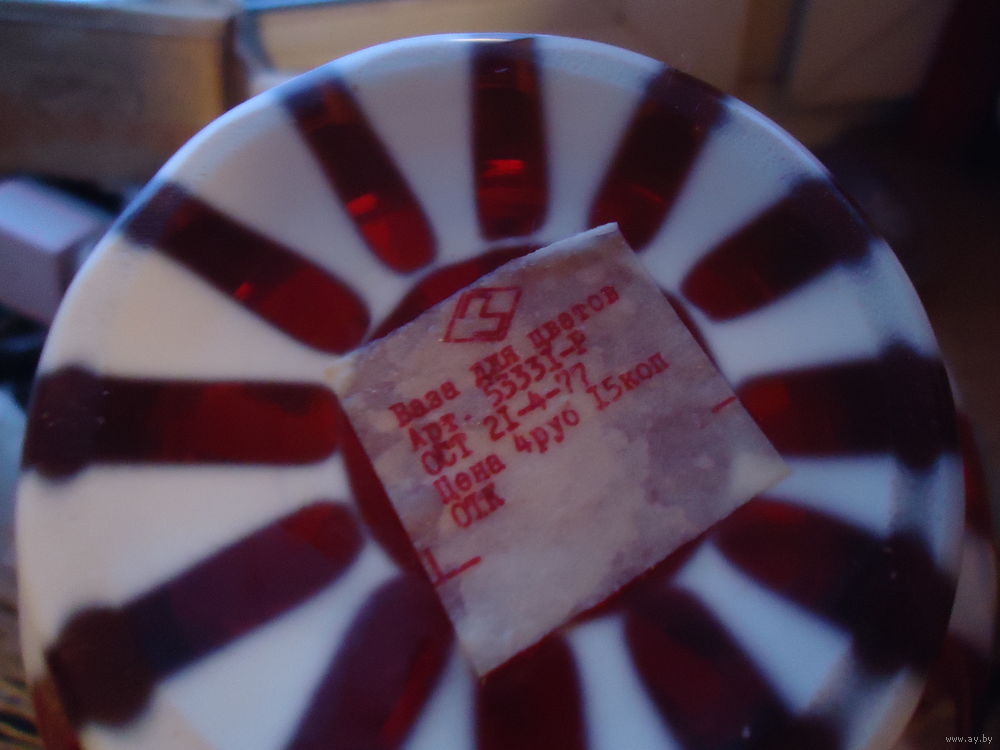 Ваза для цветов
Арт. 53331-Р
ОСТ 21-4-77
Цена 4руб 15коп
ОТК
www.ay.by